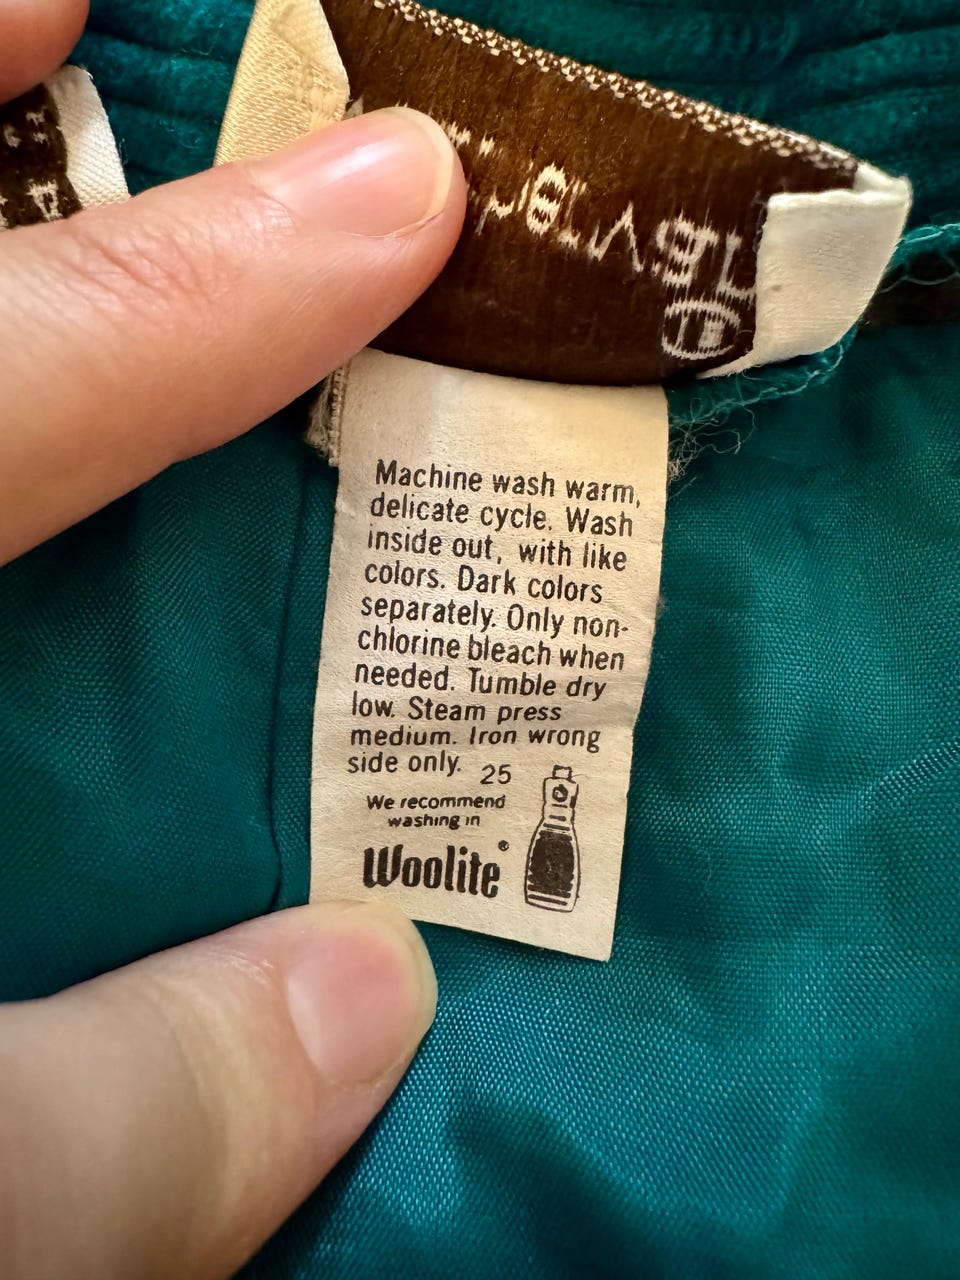 Machine wash warm,
delicate cycle. Wash
inside out, with like
colors. Dark colors
separately. Only non-
chlorine bleach when
needed. Tumble dry
low. Steam press
medium. Iron wrong
side only. 25
We recommend
washing in
Woolite®